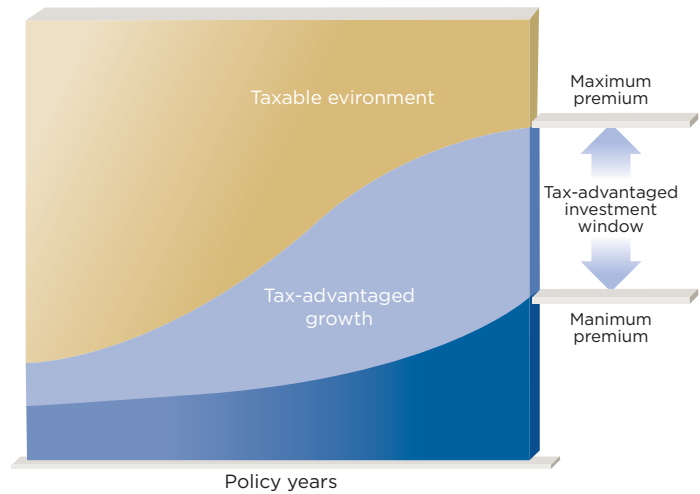 Taxable evironment
Maximum
premium
Tax-advantaged
investment
window
Tax-advantaged
growth
Manimum
premium
Policy years